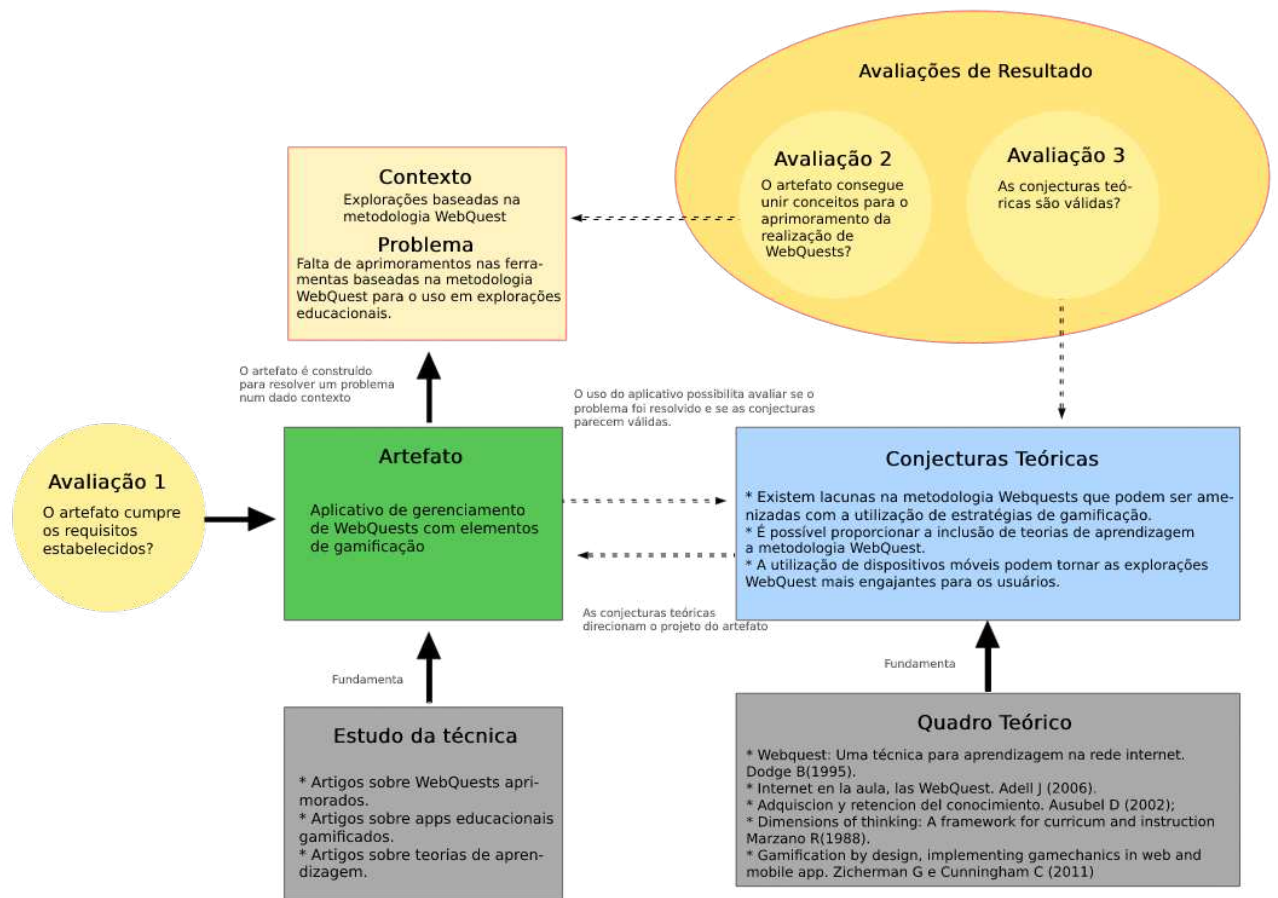 Avaliações de Resultado
Avaliação 2
O artefato consegue
unir conceitos para o
aprimoramento da
realização de
WebQuests?
Avaliação 3
As conjecturas teó-
ricas são válidas?
Contexto
Explorações baseadas na
metodologia WebQuest
Problema
Falta de aprimoramentos nas ferra-
mentas baseadas na metodologia
WebQuest para o uso em explorações
educacionais.
O artefato é construído
para resolver um problema
num dado contexto
O uso do aplicativo possibilita avaliar se o
problema foi resolvido e se as conjecturas
parecem válidas.
Avaliação 1
O artefato cumpre
os requisitos
estabelecidos?
Artefato
Aplicativo de gerenciamento
de WebQuests com elementos
de gamificação
Conjecturas Teóricas
* Existem lacunas na metodologia Webquests que podem ser ame-
nizadas com a utilização de estratégias de gamificação.
* É possível proporcionar a inclusão de teorias de aprendizagem
a metodologia WebQuest.
* A utilização de dispositivos móveis podem tornar as explorações
WebQuest mais engajantes para os usuários.
As conjecturas teóricas
direcionam o projeto do artefato
Fundamenta
Fundamenta
Estudo da técnica
* Artigos sobre WebQuests apri-
morados.
* Artigos sobre apps educacionais
gamificados.
* Artigos sobre teorias de apren-
dizagem.
Quadro Teórico
* Webquest: Uma técnica para aprendizagem na rede internet.
Dodge B(1995).
* Internet en la aula, las WebQuest. Adell J (2006).
* Adquiscion y retencion del conocimiento. Ausubel D (2002);
* Dimensions of thinking: A framework for curricum and instruction
Marzano R(1988).
* Gamification by design, implementing gamechanics in web and
mobile app. Zicherman G e Cunningham C (2011)